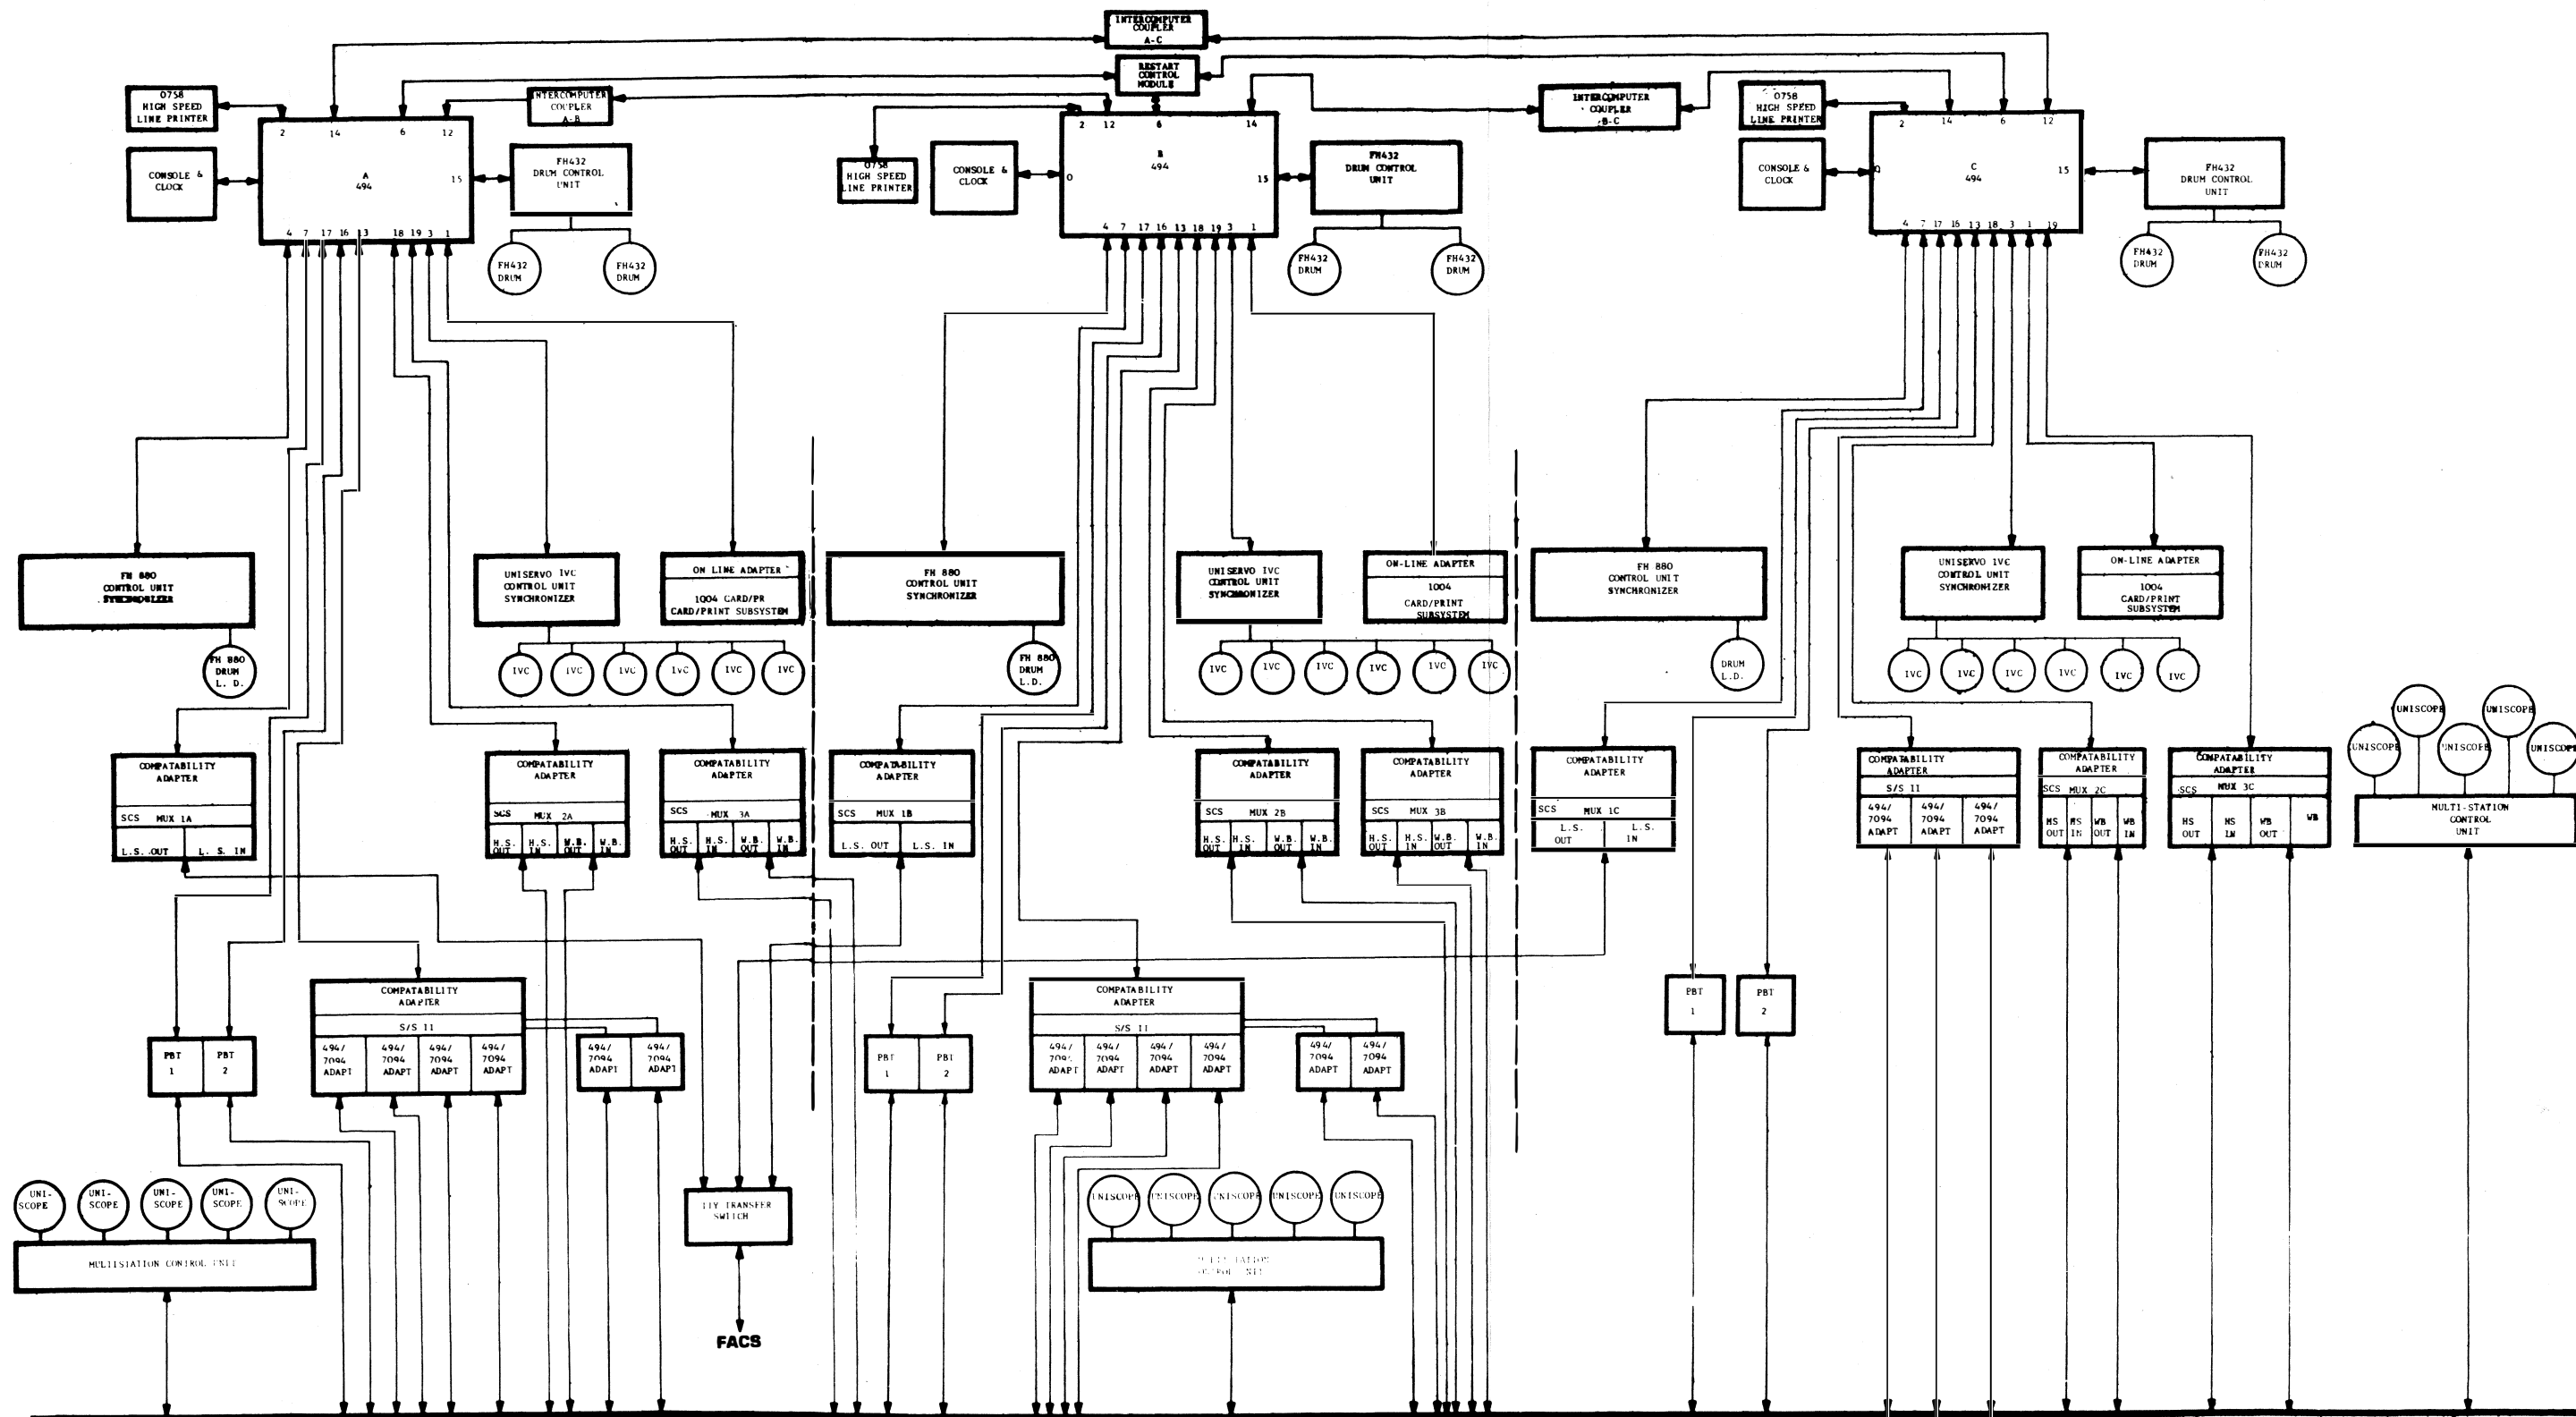 INTERCOMPUTER
COUPLER
A-C
RESTART
CONTROL
MODULE
0758
HIGH SPEED
LINE PRINTER
INTERCOMPUTER
COUPLER
A-B
INTERCOMPUTER
COUPLER
B-C
0758
HIGH SPEED
LINE PRINTER
2 14 6 12
CONSOLE &
CLOCK
A
494
15
FH432
DRUM CONTROL
UNIT
4 7 17 16 13 18 19 3 1
FH432
DRUM
FH432
DRUM
2 12 6 14
0758
HIGH SPEED
LINE PRINTER
CONSOLE &
CLOCK
0
B
494
15
FH432
DRUM CONTROL
UNIT
4 7 17 16 13 18 19 3 1
FH432
DRUM
FH432
DRUM
2 14 6 12
CONSOLE &
CLOCK
0
C
494
15
FH432
DRUM CONTROL
UNIT
4 7 17 16 13 18 3 1 19
FH432
DRUM
FH432
DRUM
FH 880
CONTROL UNIT
SYNCHRONIZER
FH 880
DRUM
L. D.
UNISERVO IVC
CONTROL UNIT
SYNCHRONIZER
IVC IVC IVC IVC IVC IVC
ON LINE ADAPTER
1004 CARD/PR
CARD/PRINT SUBSYSTEM
FH 880
CONTROL UNIT
SYNCHRONIZER
FH 880
DRUM
L.D.
UNISERVO IVC
CONTROL UNIT
SYNCHRONIZER
IVC IVC IVC IVC IVC IVC
ON-LINE ADAPTER
1004
CARD/PRINT
SUBSYSTEM
FH 880
CONTROL UNIT
SYNCHRONIZER
DRUM
L.D.
UNISERVO IVC
CONTROL UNIT
SYNCHRONIZER
IVC IVC IVC IVC IVC IVC
ON-LINE ADAPTER
1004
CARD/PRINT
SUBSYSTEM
COMPATABILITY
ADAPTER
SCS MUX 1A
L.S. OUT L. S. IN
COMPATABILITY
ADAPTER
SCS MUX 2A
H.S. H.S. W.B. W.B.
OUT IN OUT IN
COMPATABILITY
ADAPTER
MUX 3A
H.S. H.S. W.B. W.B.
OUT IN OUT IN
COMPATABILITY
ADAPTER
SCS MUX 1B
L.S. OUT L.S. IN
COMPATABILITY
ADAPTER
SCS MUX 2B
H.S. H.S. W.B. W.B.
OUT IN OUT IN
COMPATABILITY
ADAPTER
SCS MUX 3B
H.S. H.S. W.B. W.B.
OUT IN OUT IN
COMPATABILITY
ADAPTER
SCS MUX 1C
L.S. L.S.
OUT IN
COMPATABILITY
ADAPTER
S/S 11
494/ 494/ 494/
7094 7094 7094
ADAPT ADAPT ADAPT
COMPATABILITY
ADAPTER
SCS MUX 2C
HS HS WB WB
OUT IN OUT IN
COMPATABILITY
ADAPTER
SCS MUX 3C
HS HS WB WB
OUT IN OUT
UNISCOPE UNISCOPE
UNISCOPE UNISCOPE UNISCOPE
MULTI-STATION
CONTROL
UNIT
PBT PBT
1 2
COMPATABILITY
ADAPTER
S/S 11
494/ 494/ 494/ 494/
7094 7094 7094 7094
ADAPT ADAPT ADAPT ADAPT
494/ 494/
7094 7094
ADAPT ADAPT
PBT PBT
1 2
COMPATABILITY
ADAPTER
S/S 11
494/ 494/ 494/ 494/
7094 7094 7094 7094
ADAPT ADAPT ADAPT ADAPT
494/ 494/
7094 7094
ADAPT ADAPT
PBT
1
PBT
2
UNI- UNI- UNI- UNI- UNI-
SCOPE SCOPE SCOPE SCOPE SCOPE
MULTISTATION CONTROL UNIT
TTY TRANSFER
SWITCH
FACS
UNISCOPE UNISCOPE UNISCOPE UNISCOPE UNISCOPE